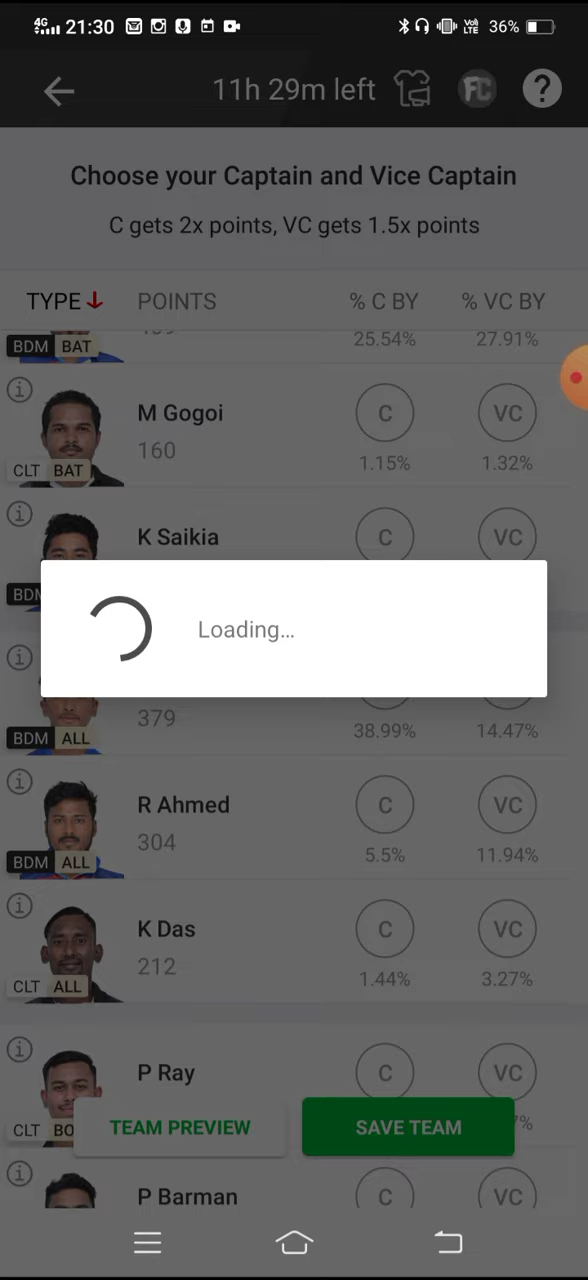 4G 21:30 VoI LTE 36%
11h 29m left FC ?
Choose your Captain and Vice Captain
C gets 2x points, VC gets 1.5x points
TYPE POINTS % C BY % VC BY
BDM BAT 25.54% 27.91%
M Gogoi C VC
160
CLT BAT 1.15% 1.32%
K Saikia C VC
Loading...
379
BDM ALL 38.99% 14.47%
R Ahmed C VC
304
BDM ALL 5.5% 11.94%
K Das C VC
212
CLT ALL 1.44% 3.27%
P Ray C VC
TEAM PREVIEW SAVE TEAM
CLT
P Barman C VC